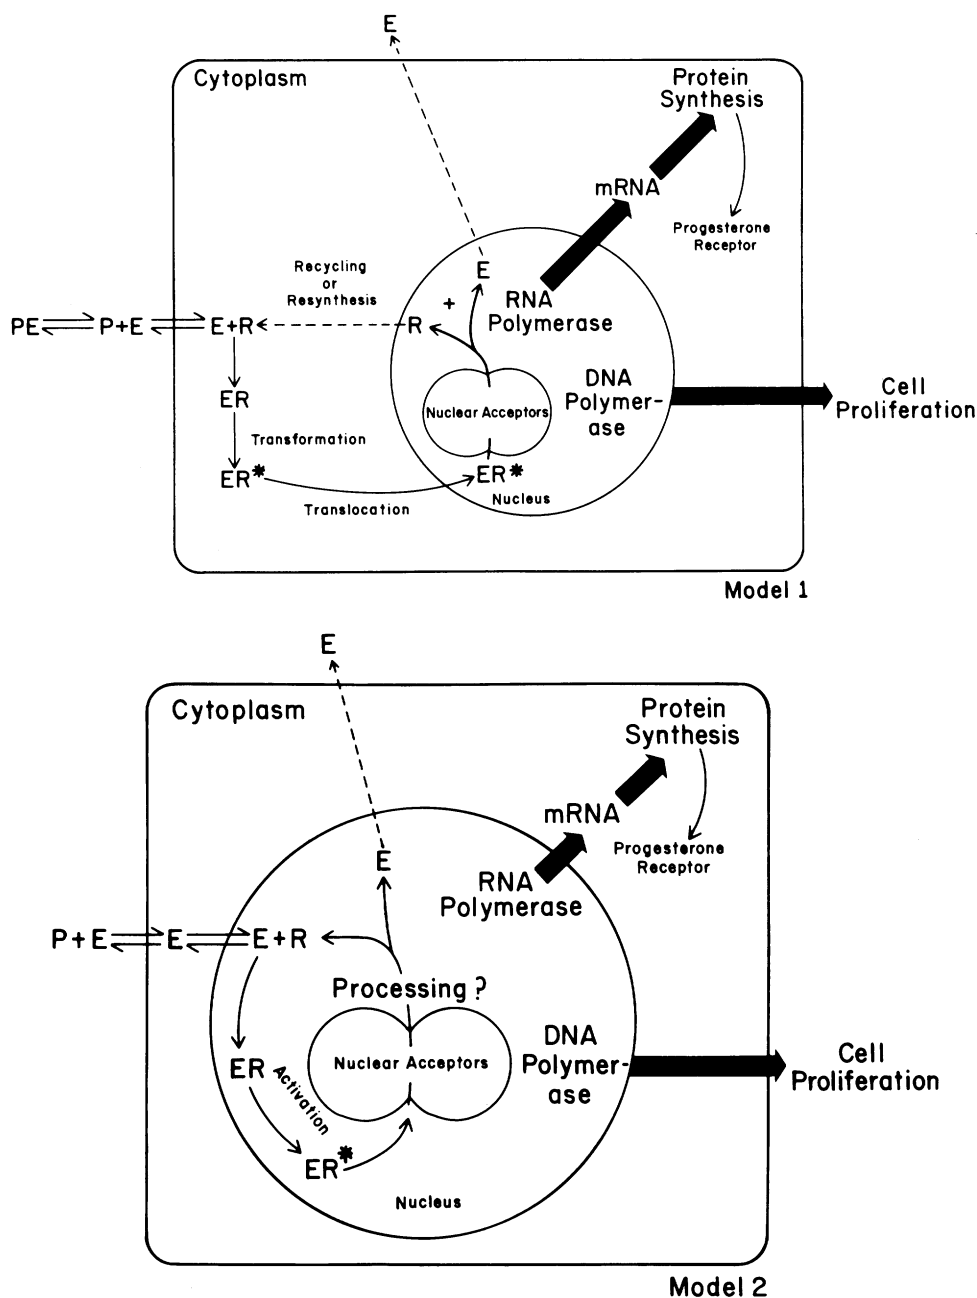 E
Cytoplasm
Protein
Synthesis
mRNA
Progesterone
Receptor
Recycling
or
Resynthesis
E
+
RNA
Polymerase
PE P+E E+R R
DNA
Polymer-
ase
Cell
Proliferation
ER
Nuclear Acceptors
Transformation
ER*
ER*
Translocation
Nucleus
Model 1
E
Cytoplasm
Protein
Synthesis
mRNA
Progesterone
Receptor
E
RNA
Polymerase
P+E E E+R
Processing ?
DNA
Polymer-
ase
Nuclear Acceptors
Cell
Proliferation
ER
Activation
ER*
Nucleus
Model 2